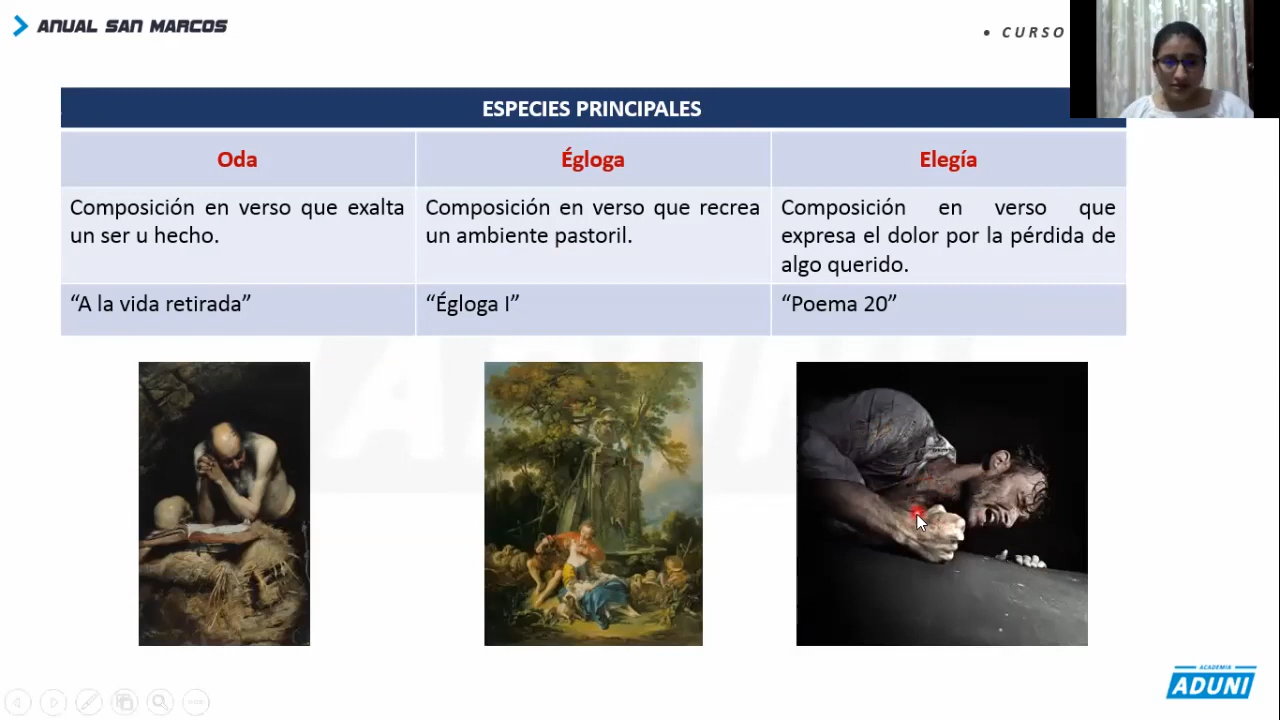 ANUAL SAN MARCOS
• CURSO
ESPECIES PRINCIPALES
Oda
Égloga
Elegía
Composición en verso que exalta
un ser u hecho.
Composición en verso que recrea
un ambiente pastoril.
Composición en verso que
expresa el dolor por la pérdida de
algo querido.
“A la vida retirada”
“Égloga I”
“Poema 20”
ACADEMIA
ADUNI